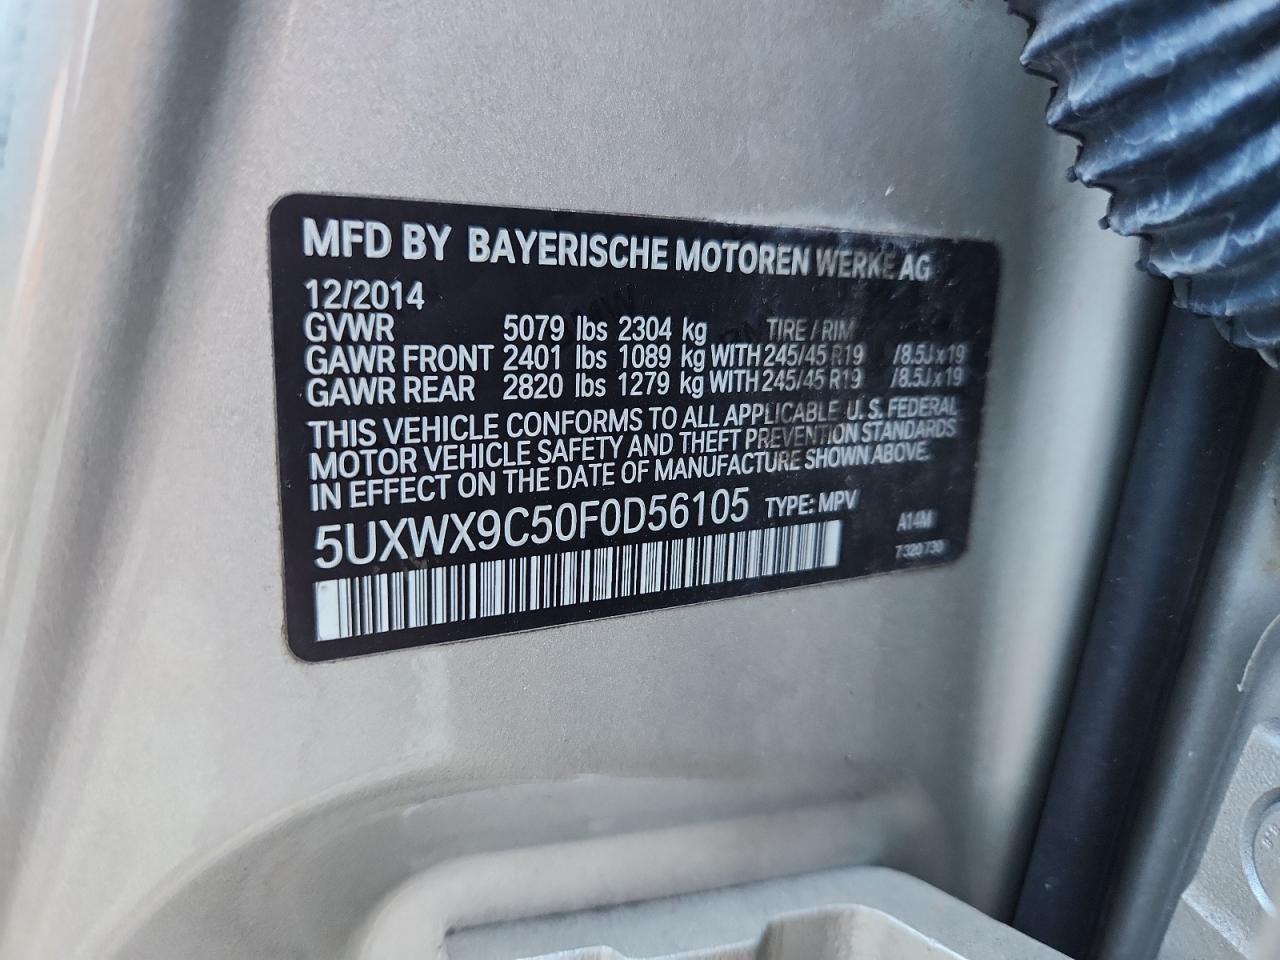 MFD BY BAYERISCHE MOTOREN WERKE AG
12/2014
GVWR 5079 lbs 2304 kg TIRE / RIM
GAWR FRONT 2401 lbs 1089 kg WITH 245/45 R19 /8.5J x 19
GAWR REAR 2820 lbs 1279 kg WITH 245/45 R19 /8.5J x 19
THIS VEHICLE CONFORMS TO ALL APPLICABLE U.S. FEDERAL
MOTOR VEHICLE SAFETY AND THEFT PREVENTION STANDARDS
IN EFFECT ON THE DATE OF MANUFACTURE SHOWN ABOVE.
5UXWX9C50F0D56105 TYPE: MPV
A14M
7 320 730